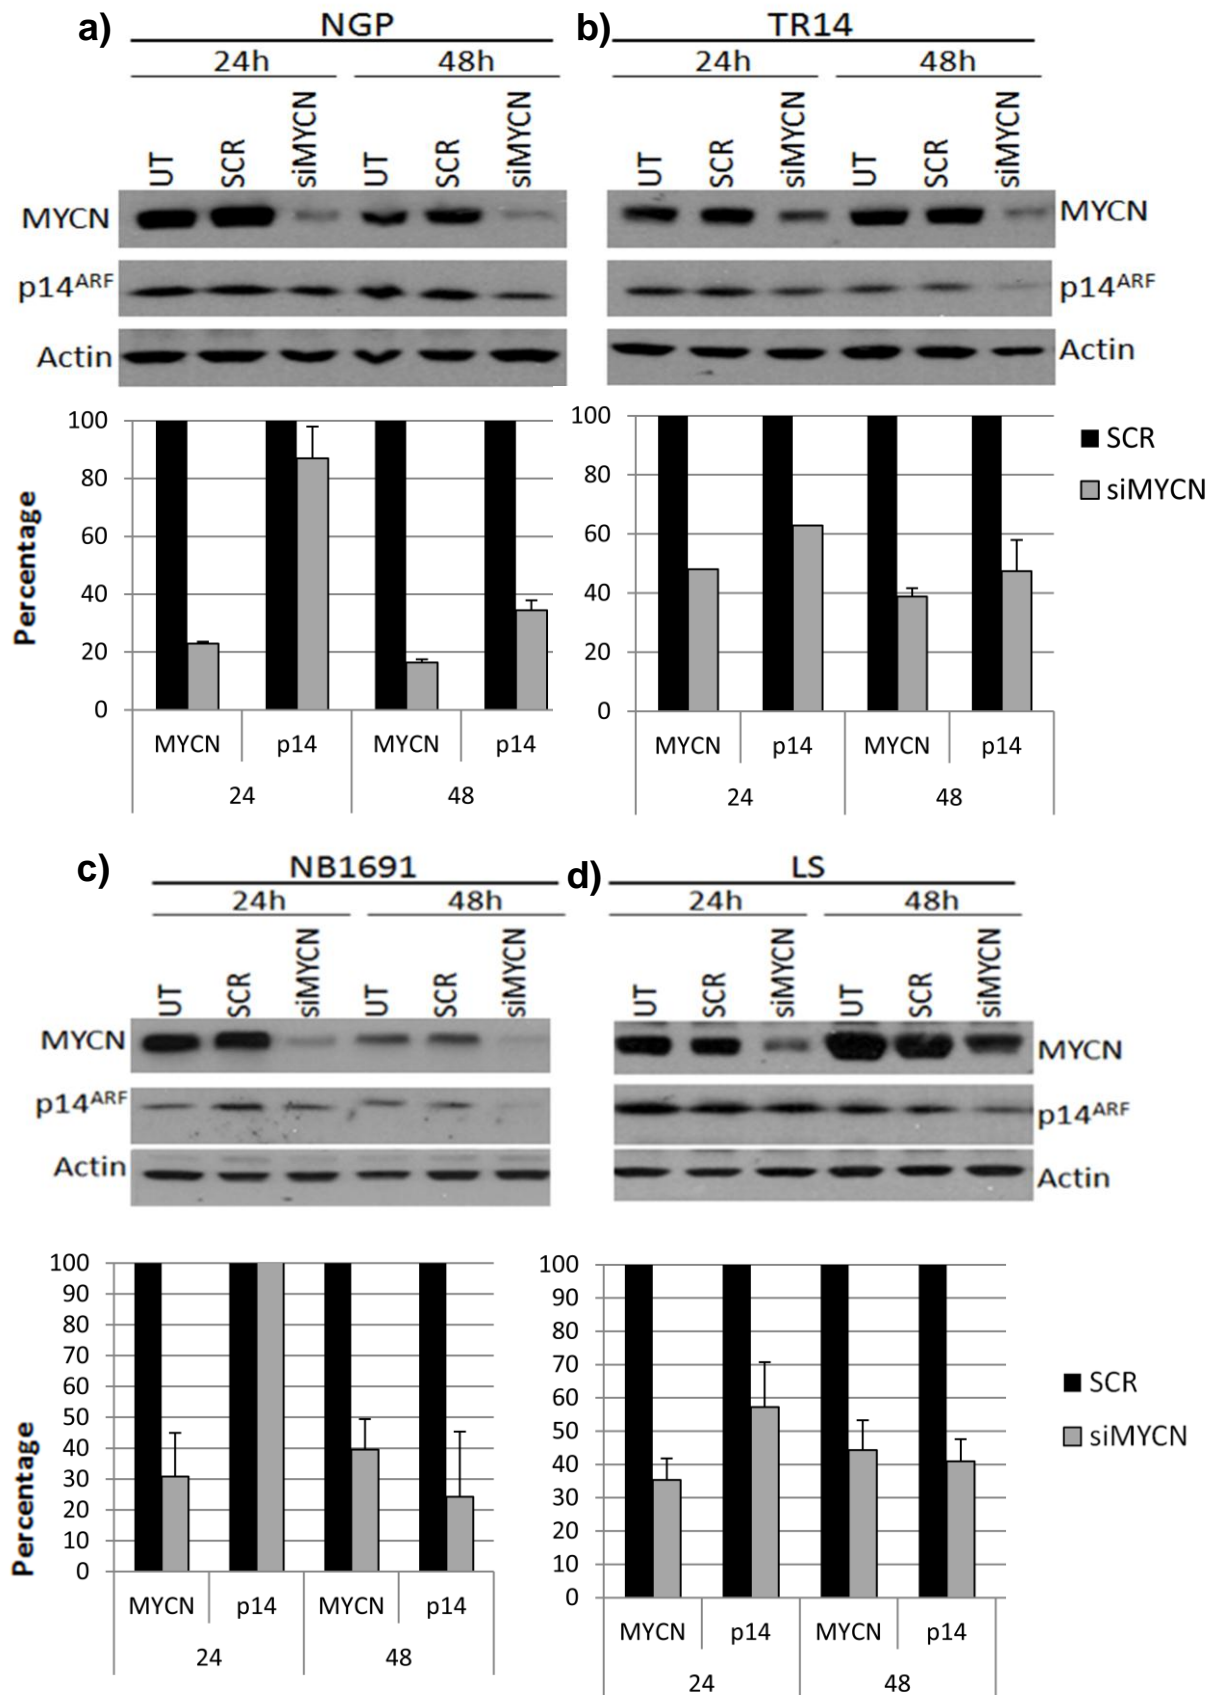 a) NGP
24h 48h
UT SCR siMYCN UT SCR siMYCN
MYCN
p14ARF
Actin
100
80
60
40
20
0
Percentage
MYCN p14 MYCN p14
24 48
b) TR14
24h 48h
UT SCR siMYCN UT SCR siMYCN
MYCN
p14ARF
Actin
100
80
60
40
20
0
MYCN p14 MYCN p14
24 48
SCR
siMYCN
c) NB1691
24h 48h
UT SCR siMYCN UT SCR siMYCN
MYCN
p14ARF
Actin
100
90
80
70
60
50
40
30
20
10
0
Percentage
MYCN p14 MYCN p14
24 48
d) LS
24h 48h
UT SCR siMYCN UT SCR siMYCN
MYCN
p14ARF
Actin
100
90
80
70
60
50
40
30
20
10
0
MYCN p14 MYCN p14
24 48
SCR
siMYCN